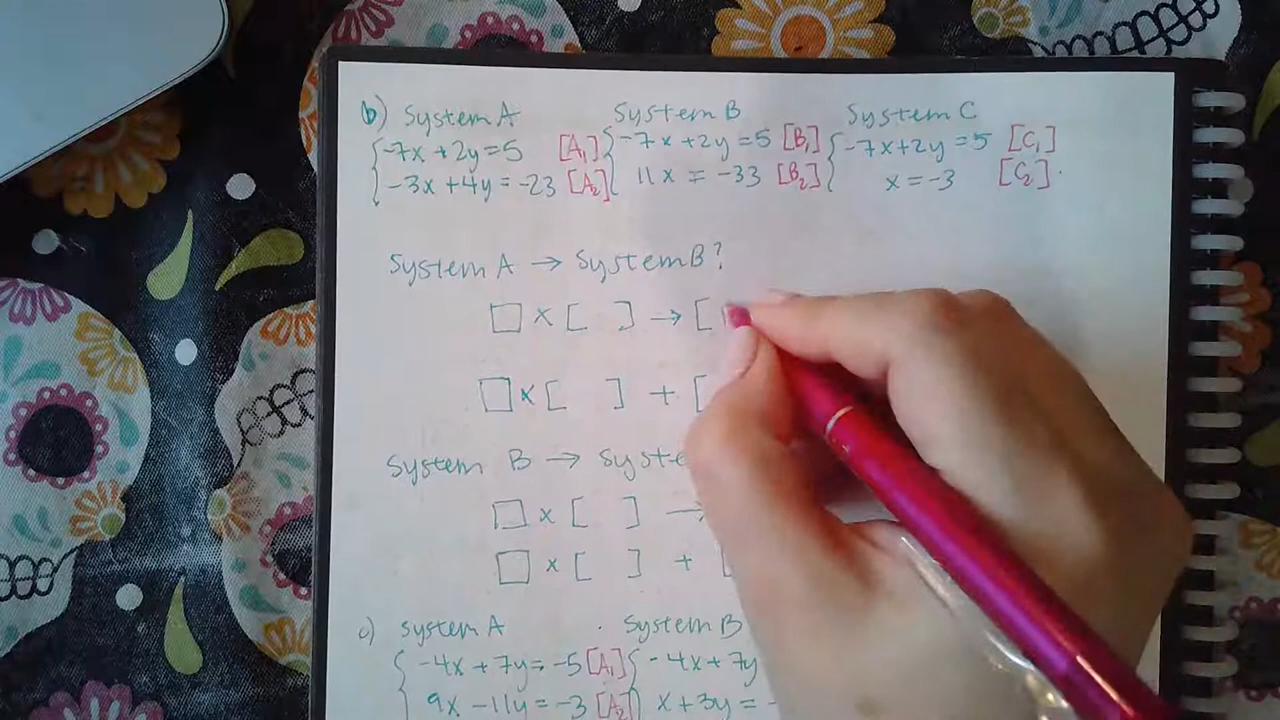 b) System A System B System C
-7x + 2y = 5 [A1] -7x + 2y = 5 [B1] -7x + 2y = 5 [C1]
-3x + 4y = -23 [A2] 11x = -33 [B2] x = -3 [C2].
System A → System B?
□ × [ ] → [
□ × [ ] + [
System B →
□ × [ ] →
□ × [ ] + [
c) System A System B
-4x + 7y = -5 [A1] -4x + 7y
9x - 11y = -3 [A2] x + 3y = -